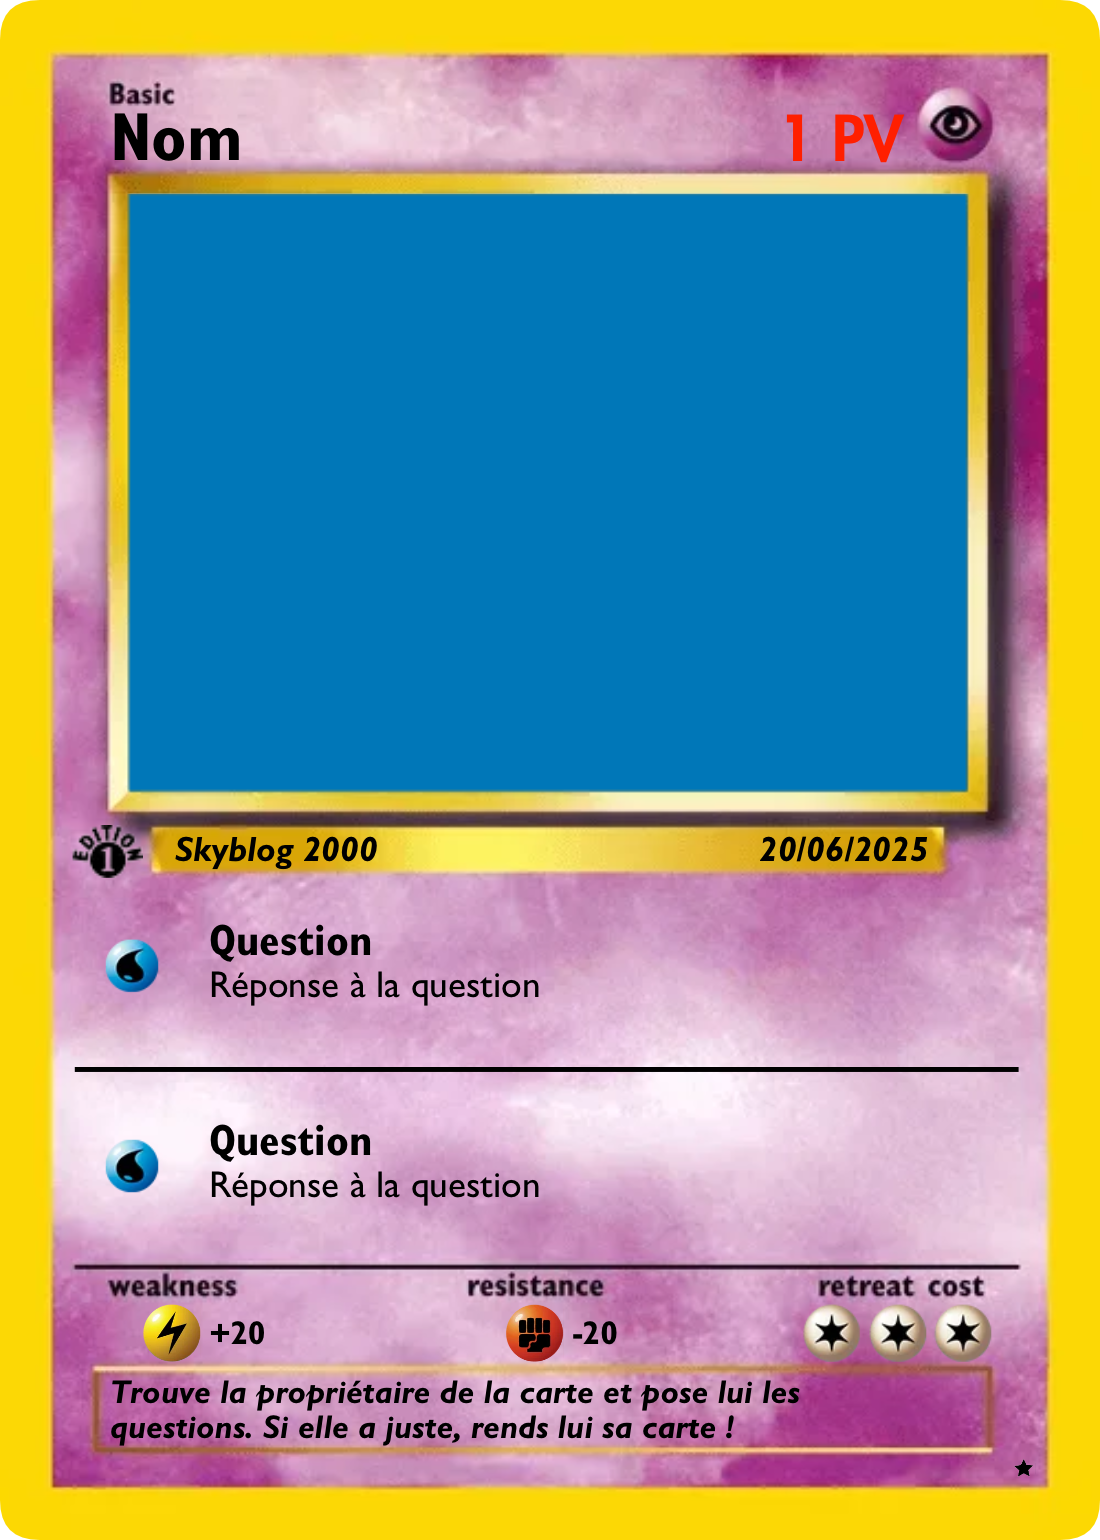 Basic
Nom
1 PV
EDITION
1
Skyblog 2000
20/06/2025
Question
Réponse à la question
Question
Réponse à la question
weakness
resistance
retreat cost
+20
-20
Trouve la propriétaire de la carte et pose lui les
questions. Si elle a juste, rends lui sa carte !